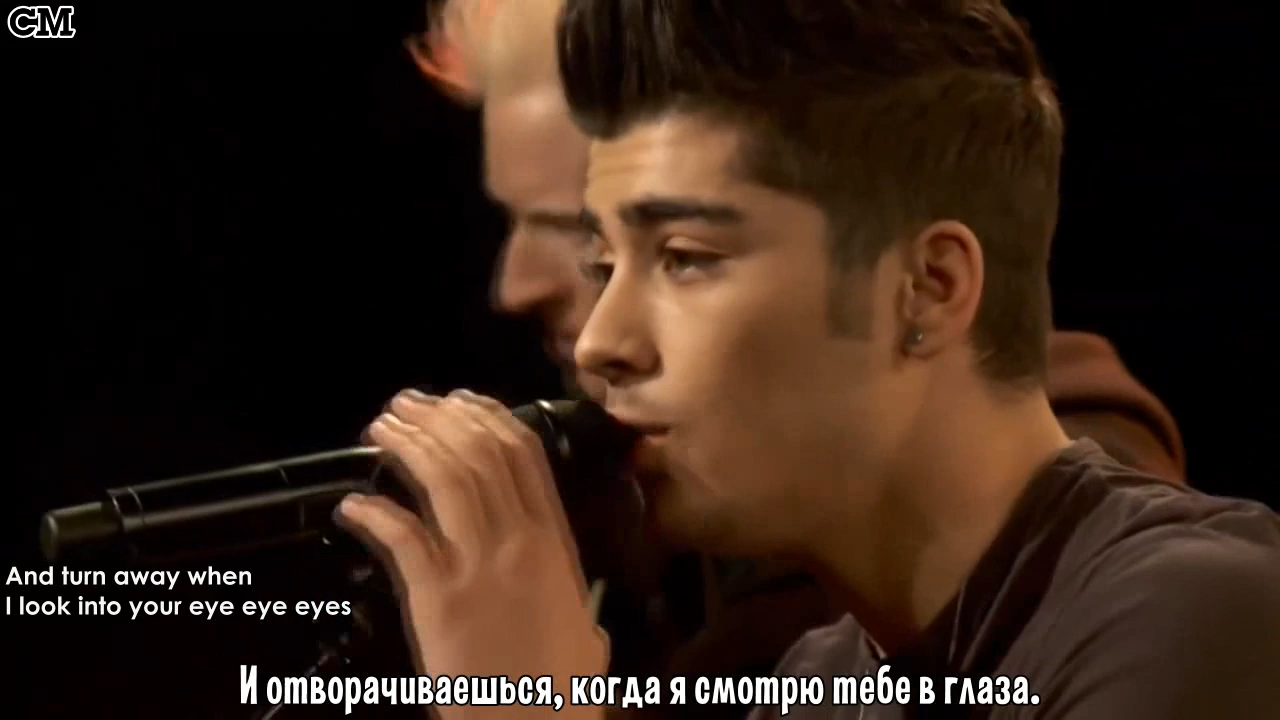 CM
And turn away when
I look into your eye eye eyes
И отворачиваешься, когда я смотрю тебе в глаза.